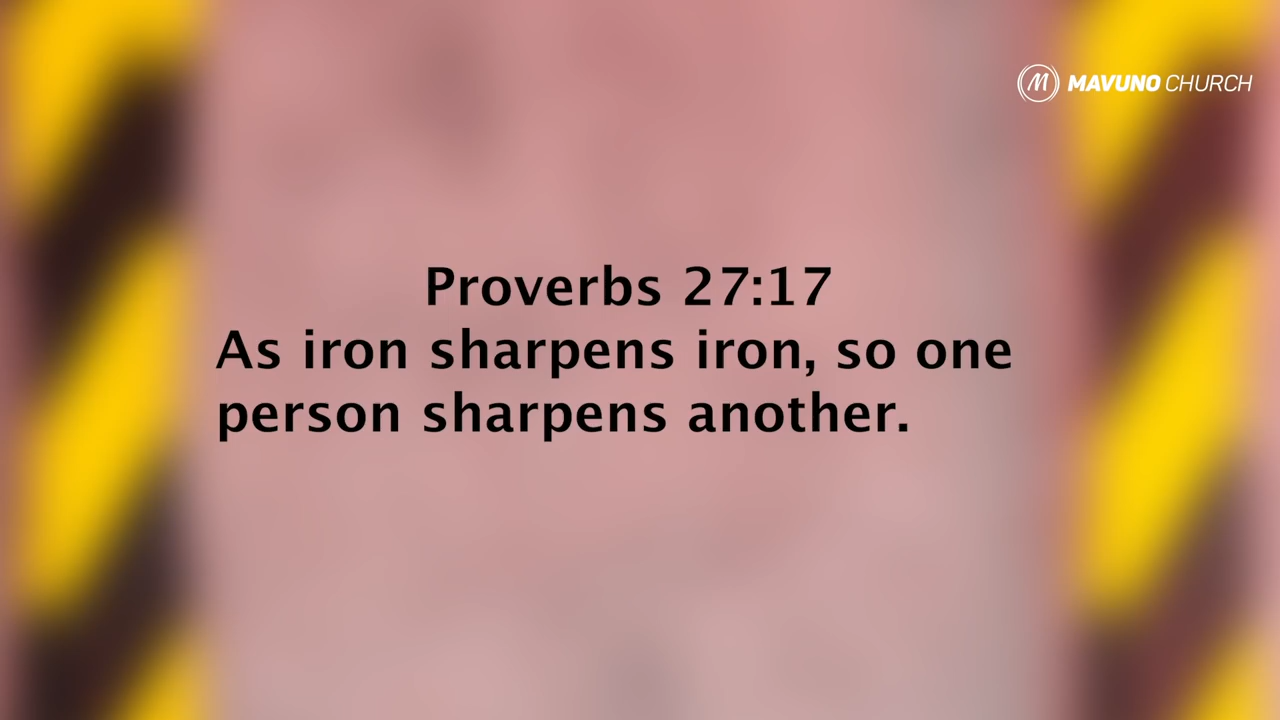 MAVUNO CHURCH
Proverbs 27:17
As iron sharpens iron, so one
person sharpens another.